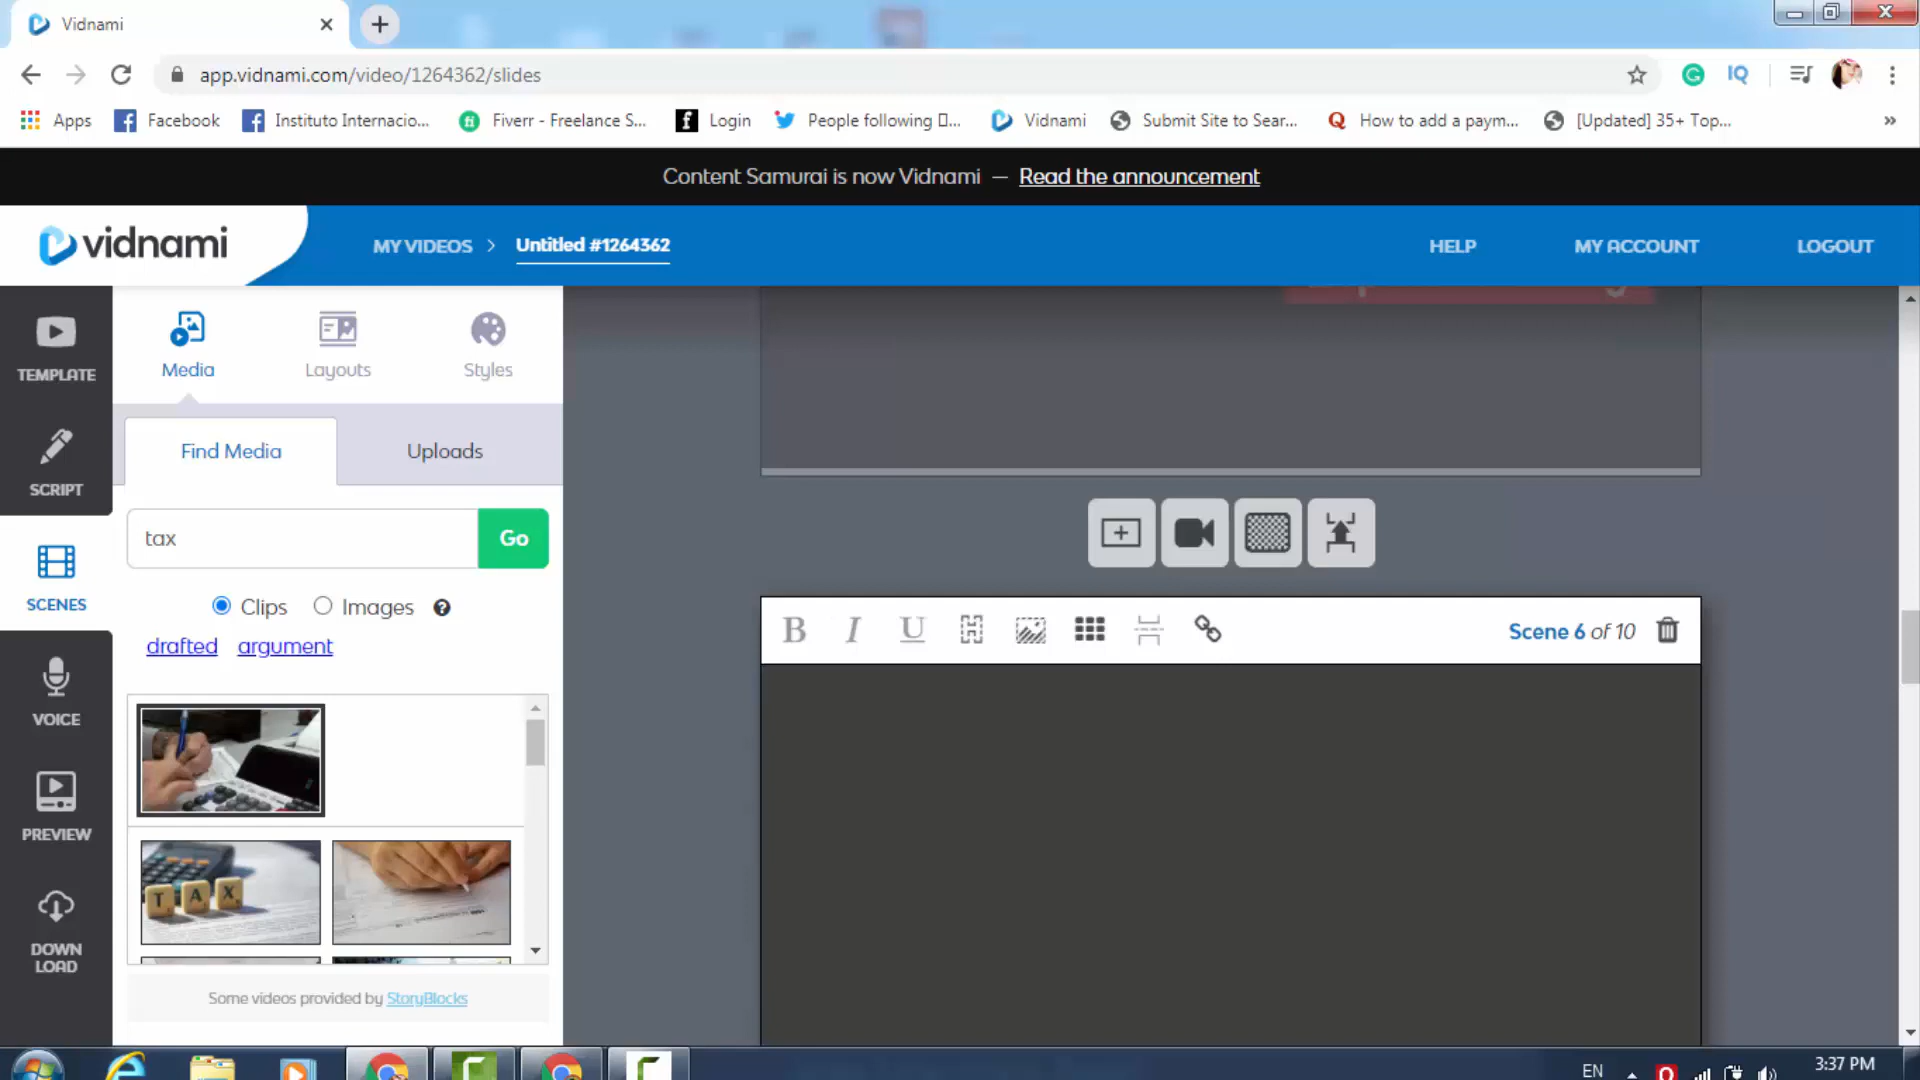 Vidnami
app.vidnami.com/video/1264362/slides
Apps
Facebook
Instituto Internacio...
Fiverr - Freelance S...
Login
People following ▯...
Vidnami
Submit Site to Sear...
How to add a paym...
[Updated] 35+ Top...
»
Content Samurai is now Vidnami — Read the announcement
vidnami
MY VIDEOS > Untitled #1264362
HELP
MY ACCOUNT
LOGOUT
TEMPLATE
SCRIPT
SCENES
VOICE
PREVIEW
DOWN
LOAD
Media
Layouts
Styles
Find Media
Uploads
tax
Go
Clips
Images
drafted argument
TAX
Some videos provided by StoryBlocks
B I U
Scene 6 of 10
EN
3:37 PM